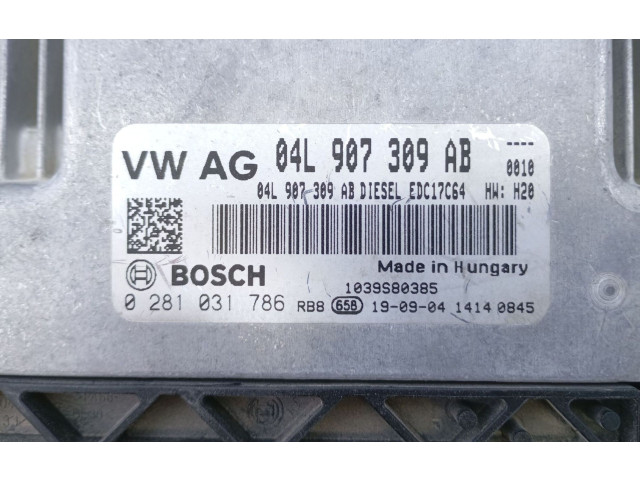 VW AG 04L 907 309 AB ----
0010
04L 907 309 AB DIESEL EDC17C64 HW: H20
BOSCH Made in Hungary
1039S80385
0 281 031 786 RB8 658 19-09-04 1414 0845